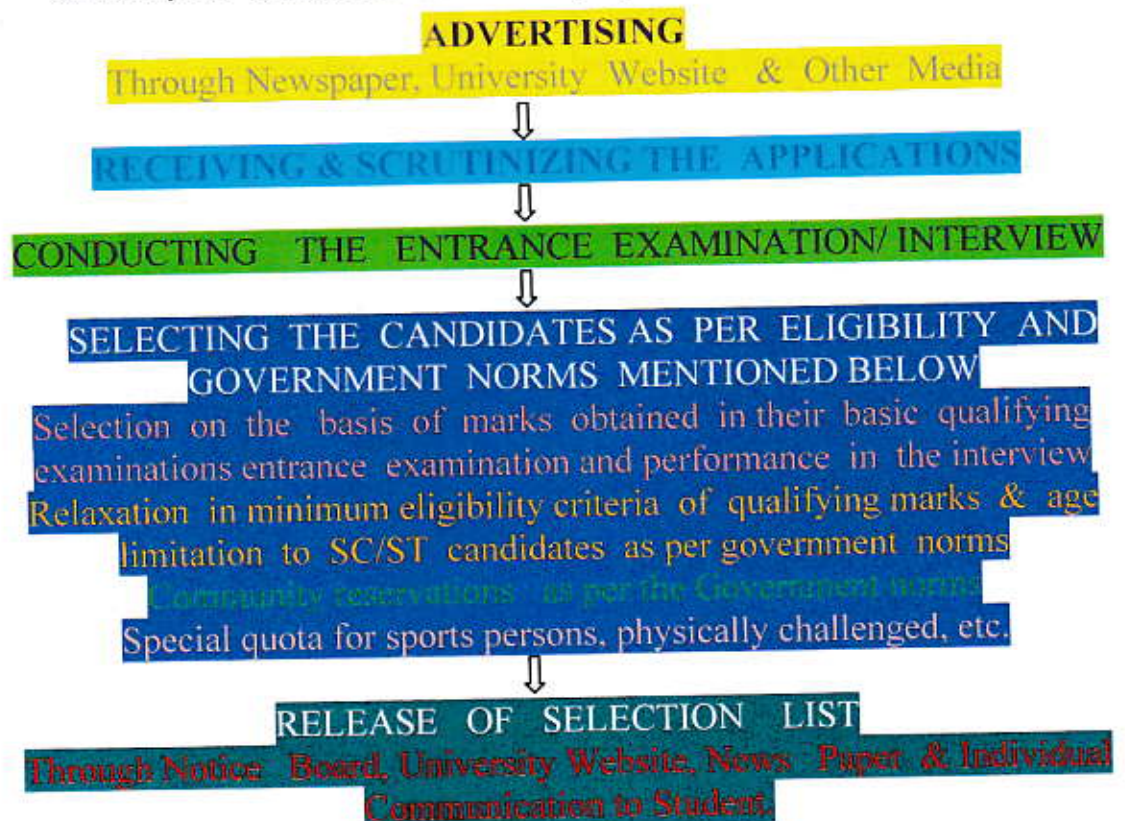 ADVERTISING
Through Newspaper, University Website & Other Media
RECEIVING & SCRUTINIZING THE APPLICATIONS
CONDUCTING THE ENTRANCE EXAMINATION/ INTERVIEW
SELECTING THE CANDIDATES AS PER ELIGIBILITY AND
GOVERNMENT NORMS MENTIONED BELOW
Selection on the basis of marks obtained in their basic qualifying
examinations entrance examination and performance in the interview
Relaxation in minimum eligibility criteria of qualifying marks & age
limitation to SC/ST candidates as per government norms
Community reservations as per the Government norms
Special quota for sports persons, physically challenged, etc.
RELEASE OF SELECTION LIST
Through Notice Board, University Website, News Paper & Individual
Communication to Student.